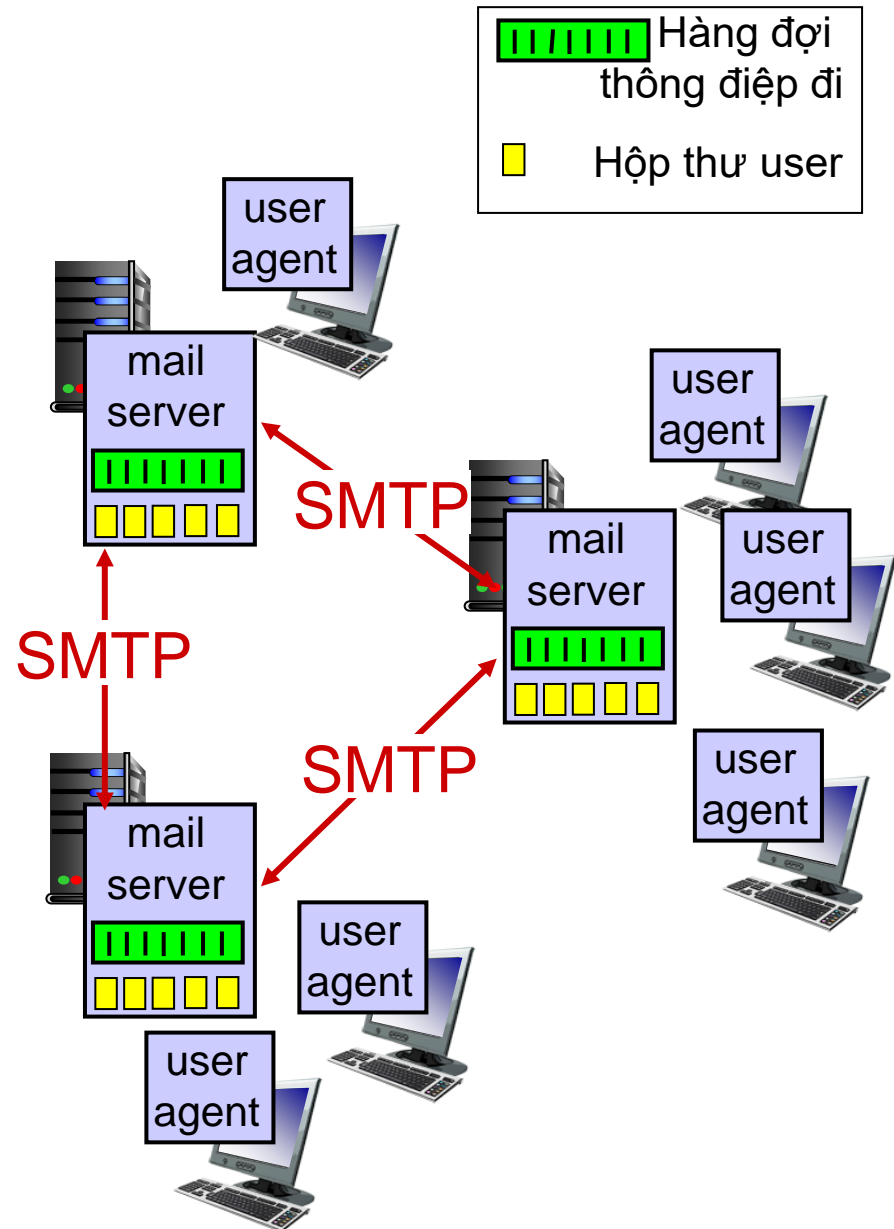 Hàng đợi
thông điệp đi
Hộp thư user
user
agent
mail
server
user
agent
SMTP
mail
server
user
agent
SMTP
SMTP
user
agent
mail
server
user
agent
user
agent